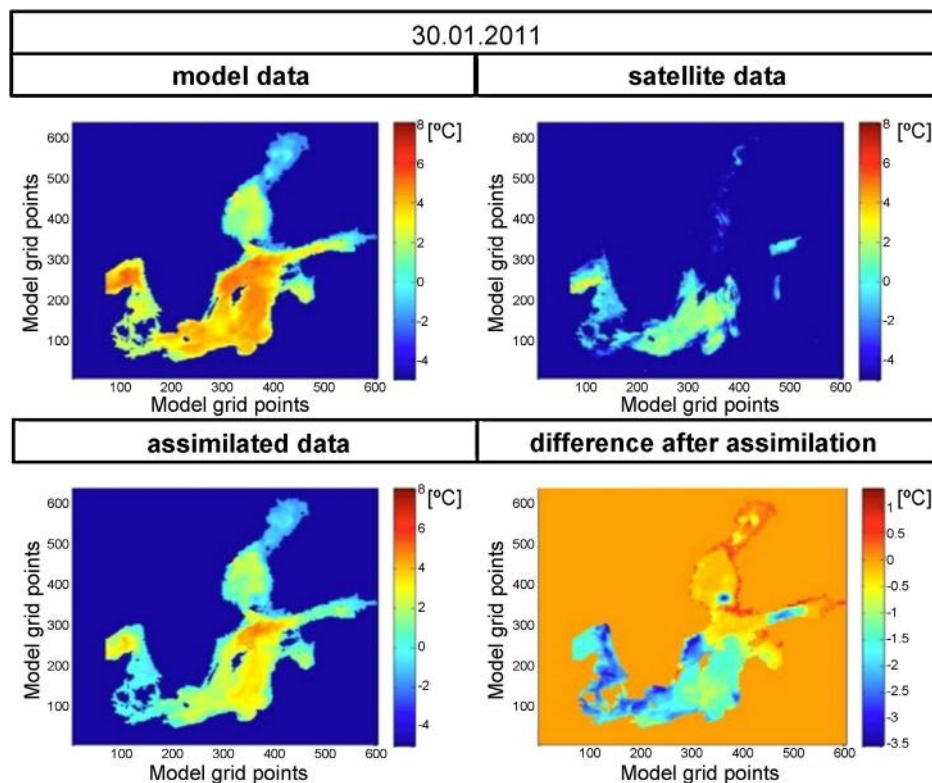 30.01.2011
model data
satellite data
[ºC]
8
6
4
2
0
-2
-4
600
500
400
300
200
100
Model grid points
100 200 300 400 500 600
Model grid points
[ºC]
8
6
4
2
0
-2
-4
600
500
400
300
200
100
Model grid points
100 200 300 400 500 600
Model grid points
assimilated data
difference after assimilation
[ºC]
8
6
4
2
0
-2
-4
600
500
400
300
200
100
Model grid points
100 200 300 400 500 600
Model grid points
[ºC]
1
0.5
0
-0.5
-1
-1.5
-2
-2.5
-3
-3.5
600
500
400
300
200
100
Model grid points
100 200 300 400 500 600
Model grid points